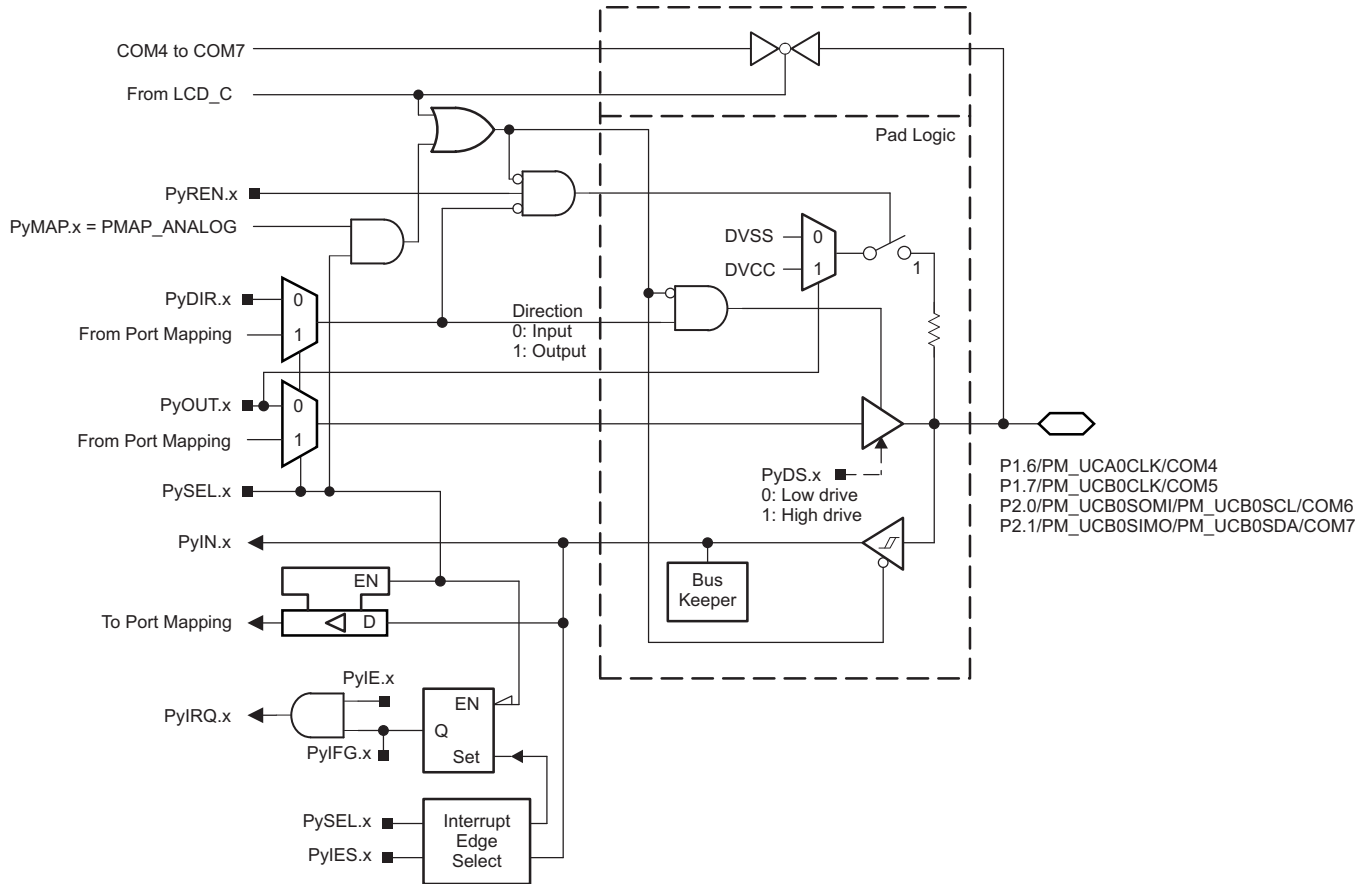 COM4 to COM7
From LCD_C
Pad Logic
PyREN.x
PyMAP.x = PMAP_ANALOG
DVSS
0
DVCC
1
1
PyDIR.x
0
From Port Mapping
1
Direction
0: Input
1: Output
PyOUT.x
0
From Port Mapping
1
PyDS.x
0: Low drive
1: High drive
P1.6/PM_UCA0CLK/COM4
P1.7/PM_UCB0CLK/COM5
P2.0/PM_UCB0SOMI/PM_UCB0SCL/COM6
P2.1/PM_UCB0SIMO/PM_UCB0SDA/COM7
PySEL.x
PyIN.x
EN
Bus
Keeper
To Port Mapping
D
PyIE.x
EN
PyIRQ.x
Q
PyIFG.x
Set
PySEL.x
PyIES.x
Interrupt
Edge
Select